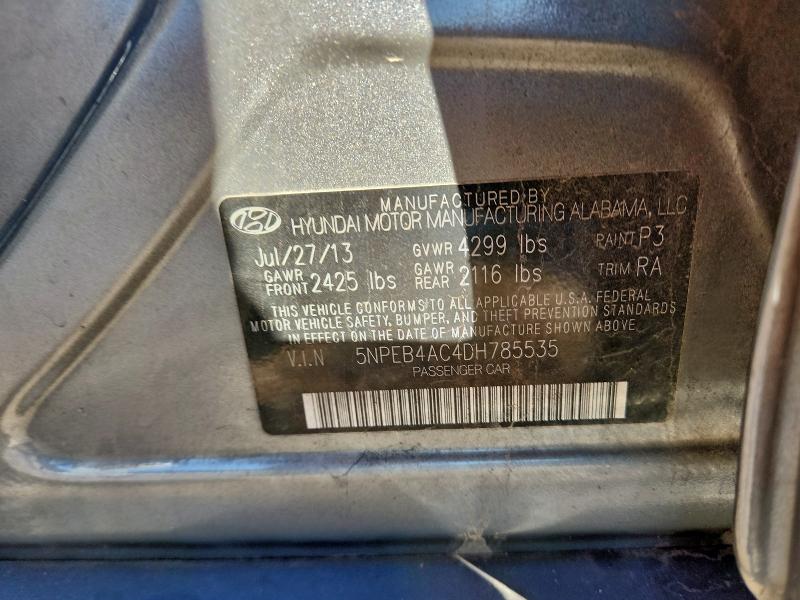 MANUFACTURED BY
HYUNDAI MOTOR MANUFACTURING ALABAMA, LLC
Jul/27/13 GVWR 4299 lbs PAINT P3
GAWR FRONT 2425 lbs GAWR REAR 2116 lbs TRIM RA
THIS VEHICLE CONFORMS TO ALL APPLICABLE U.S.A. FEDERAL
MOTOR VEHICLE SAFETY, BUMPER, AND THEFT PREVENTION STANDARDS
IN EFFECT ON THE DATE OF MANUFACTURE SHOWN ABOVE.
V.I.N 5NPEB4AC4DH785535
PASSENGER CAR